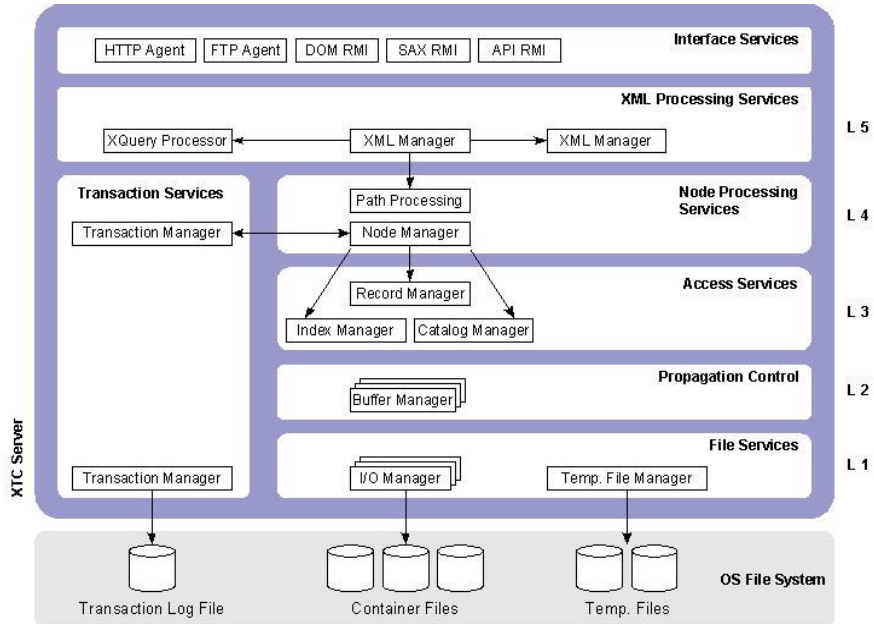 Interface Services
HTTP Agent
FTP Agent
DOM RMI
SAX RMI
API RMI
XML Processing Services
L 5
XQuery Processor
XML Manager
XML Manager
Transaction Services
Node Processing
Services
L 4
Path Processing
Transaction Manager
Node Manager
Access Services
L 3
Record Manager
Index Manager
Catalog Manager
Propagation Control
L 2
Buffer Manager
File Services
L 1
Transaction Manager
I/O Manager
Temp. File Manager
XTC Server
OS File System
Transaction Log File
Container Files
Temp. Files